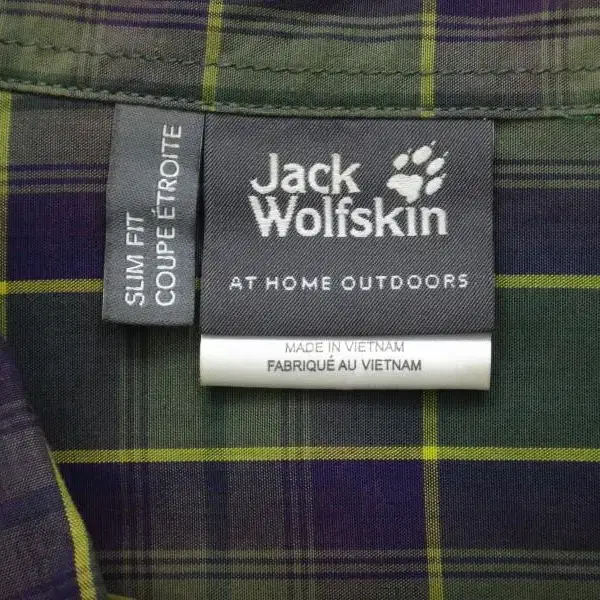 SLIM FIT
COUPE ÉTROITE
Jack
Wolfskin
AT HOME OUTDOORS
MADE IN VIETNAM
FABRIQUÉ AU VIETNAM